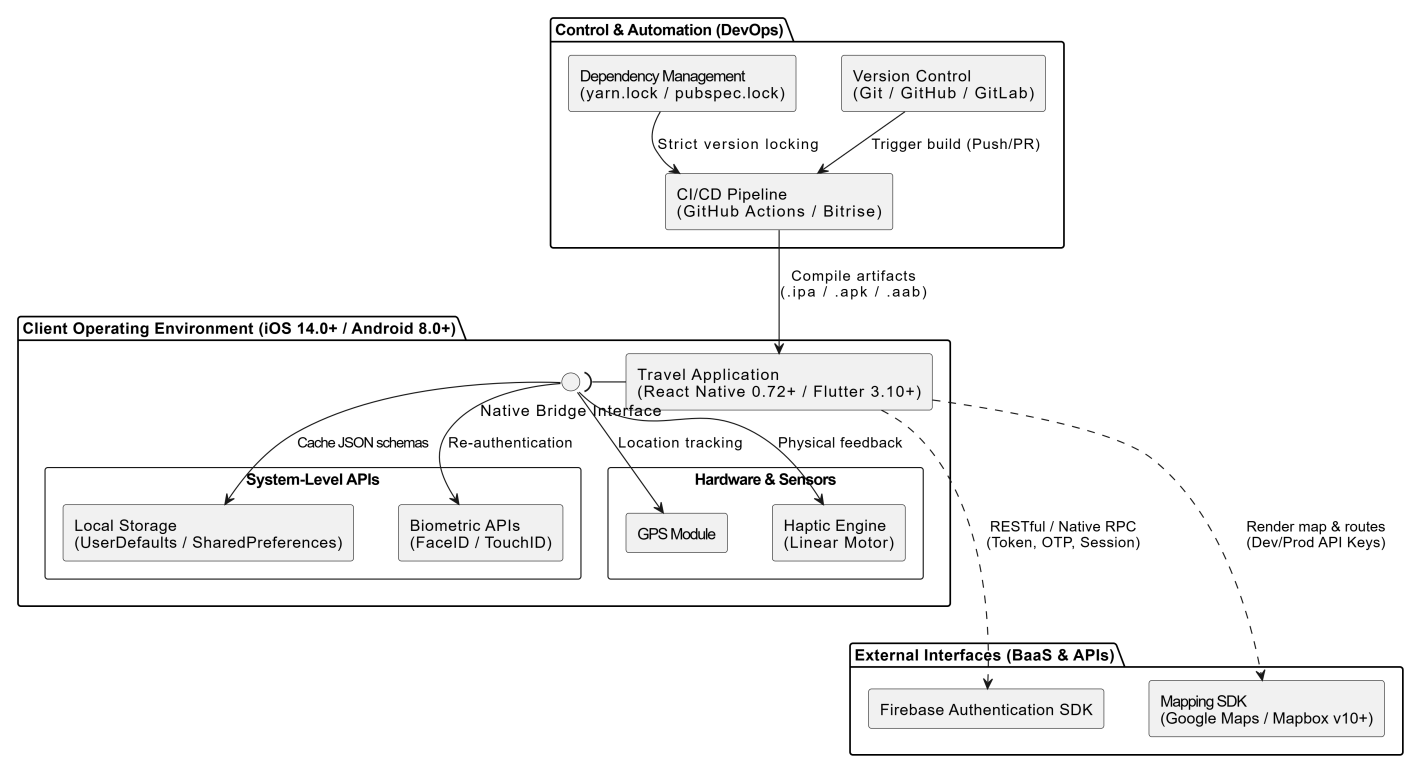 Control & Automation (DevOps)
Dependency Management
(yarn.lock / pubspec.lock)
Version Control
(Git / GitHub / GitLab)
Strict version locking
Trigger build (Push/PR)
CI/CD Pipeline
(GitHub Actions / Bitrise)
Compile artifacts
(.ipa / .apk / .aab)
Client Operating Environment (iOS 14.0+ / Android 8.0+)
Travel Application
(React Native 0.72+ / Flutter 3.10+)
Native Bridge Interface
Cache JSON schemas
Re-authentication
Location tracking
Physical feedback
System-Level APIs
Local Storage
(UserDefaults / SharedPreferences)
Biometric APIs
(FaceID / TouchID)
Hardware & Sensors
GPS Module
Haptic Engine
(Linear Motor)
RESTful / Native RPC
(Token, OTP, Session)
Render map & routes
(Dev/Prod API Keys)
External Interfaces (BaaS & APIs)
Firebase Authentication SDK
Mapping SDK
(Google Maps / Mapbox v10+)